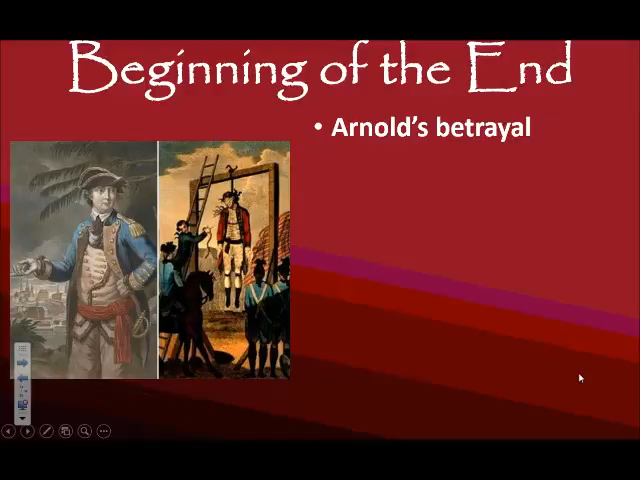 Beginning of the End
• Arnold's betrayal